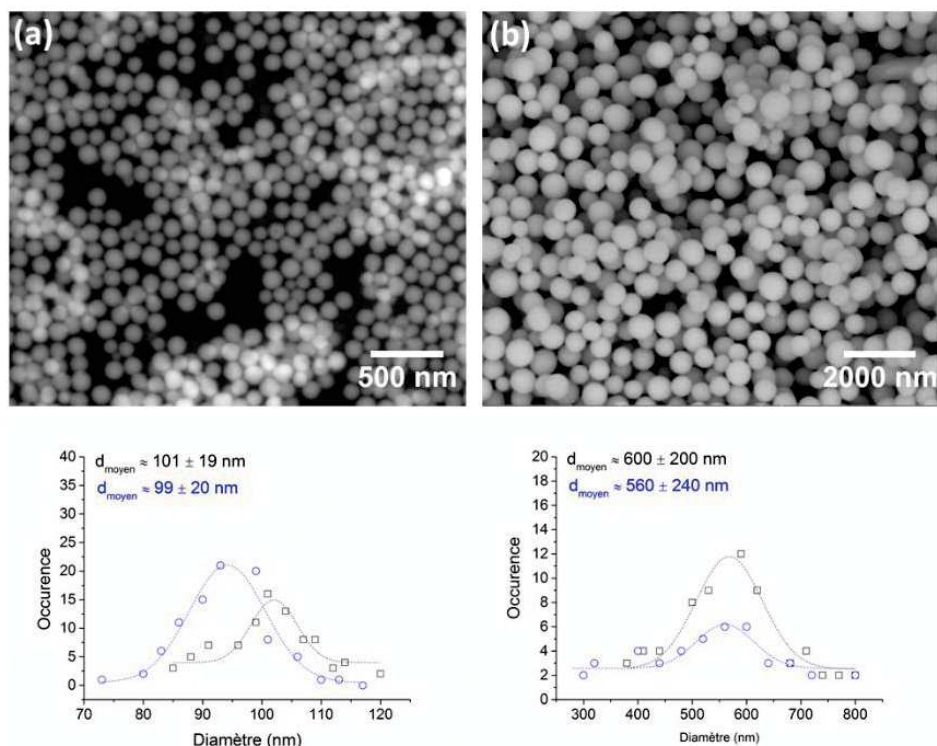 (a)
500 nm
(b)
2000 nm
d moyen ≈ 101 ± 19 nm
d moyen ≈ 99 ± 20 nm
40
35
30
25
20
15
10
5
0
Occurence
70 80 90 100 110 120
Diamètre (nm)
d moyen ≈ 600 ± 200 nm
d moyen ≈ 560 ± 240 nm
20
18
16
14
12
10
8
6
4
2
0
Occurence
300 400 500 600 700 800
Diamètre (nm)